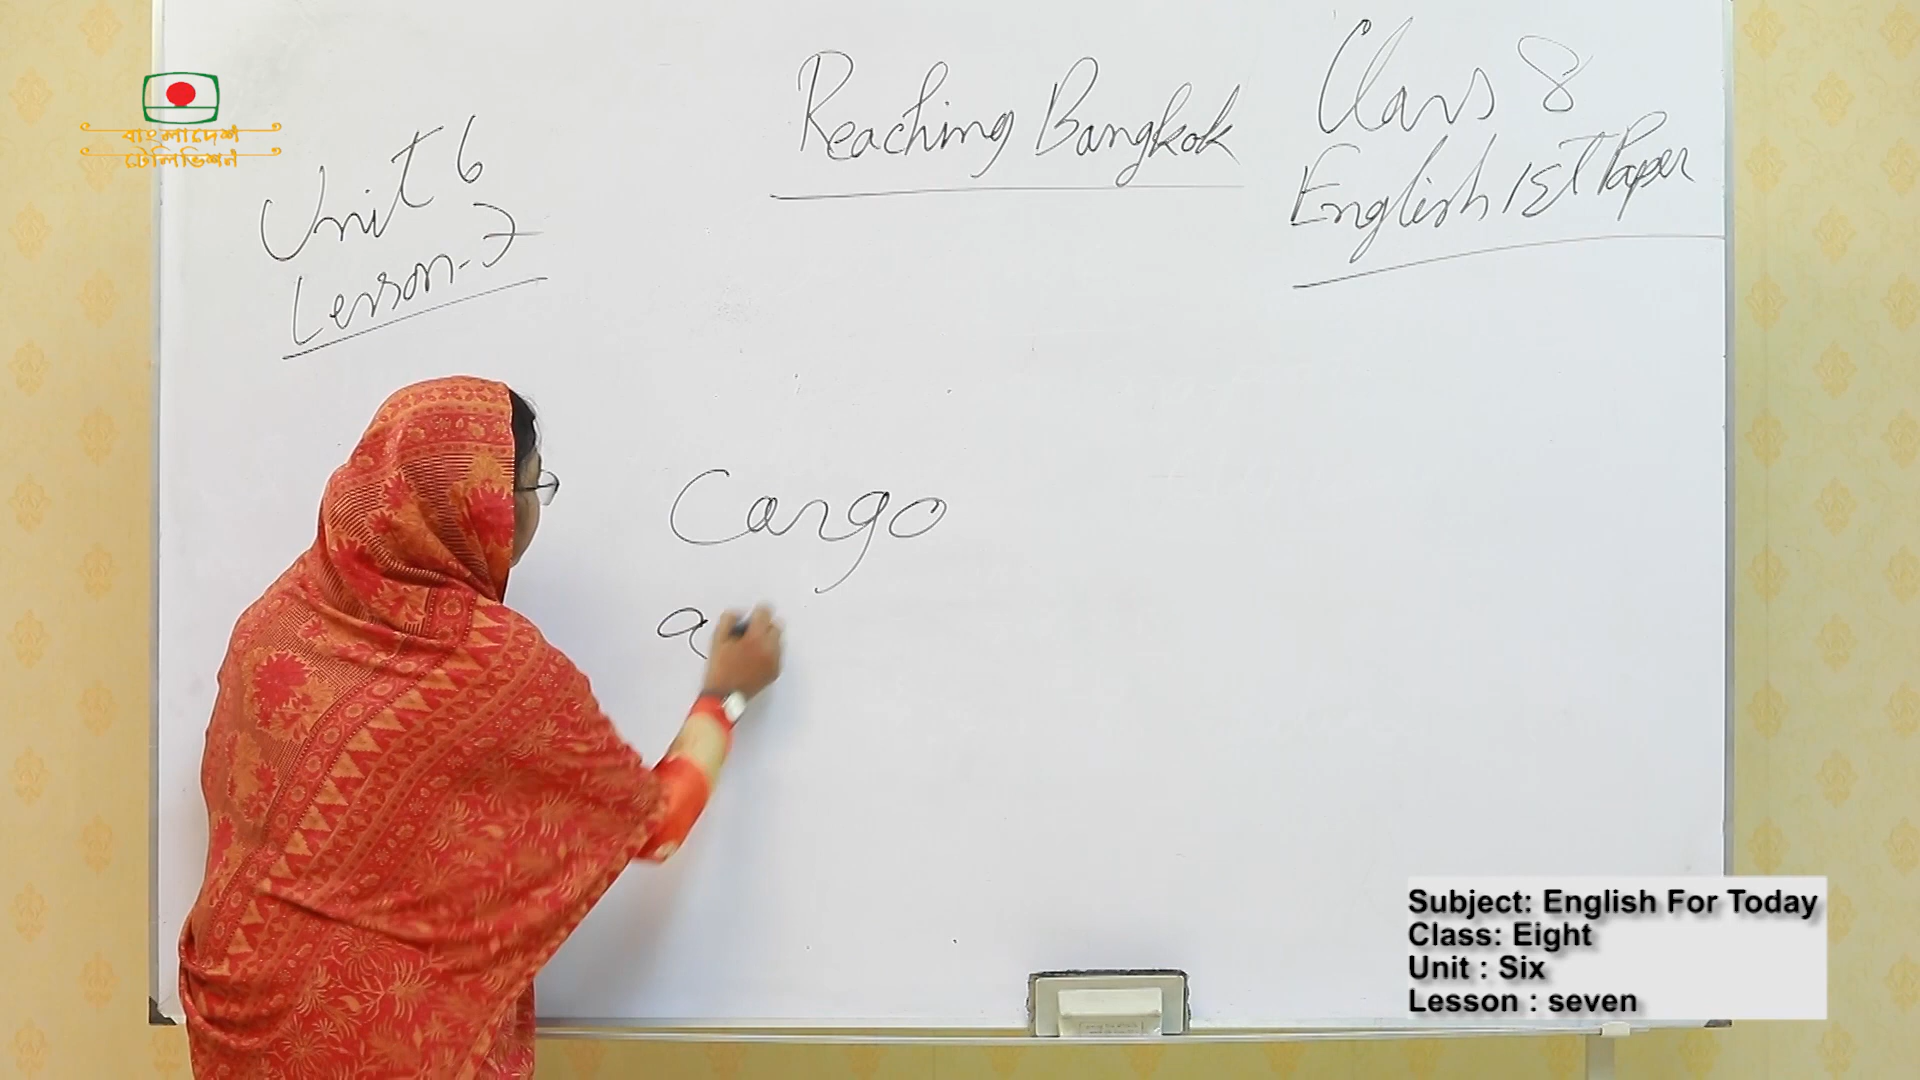 বাংলাদেশ
টেলিভিশন
Unit 6
Lesson-7
Reaching Bangkok
Class 8
English 1ST Paper
Cargo
a
Subject: English For Today
Class: Eight
Unit : Six
Lesson : seven